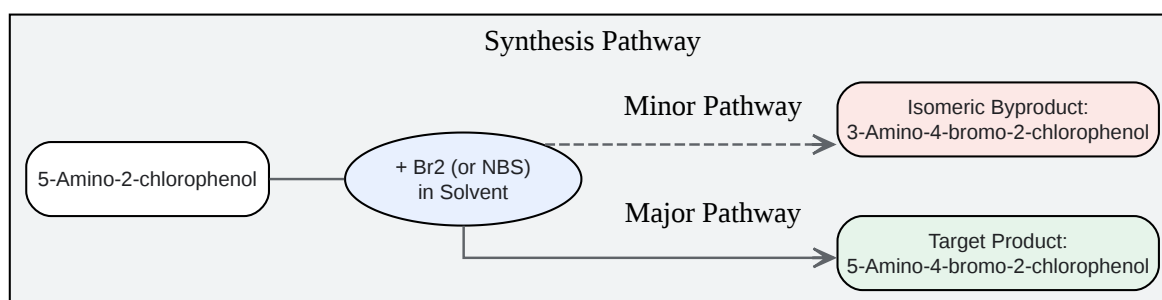 Synthesis Pathway
Minor Pathway
Isomeric Byproduct:
3-Amino-4-bromo-2-chlorophenol
5-Amino-2-chlorophenol
+ Br2 (or NBS)
in Solvent
Major Pathway
Target Product:
5-Amino-4-bromo-2-chlorophenol